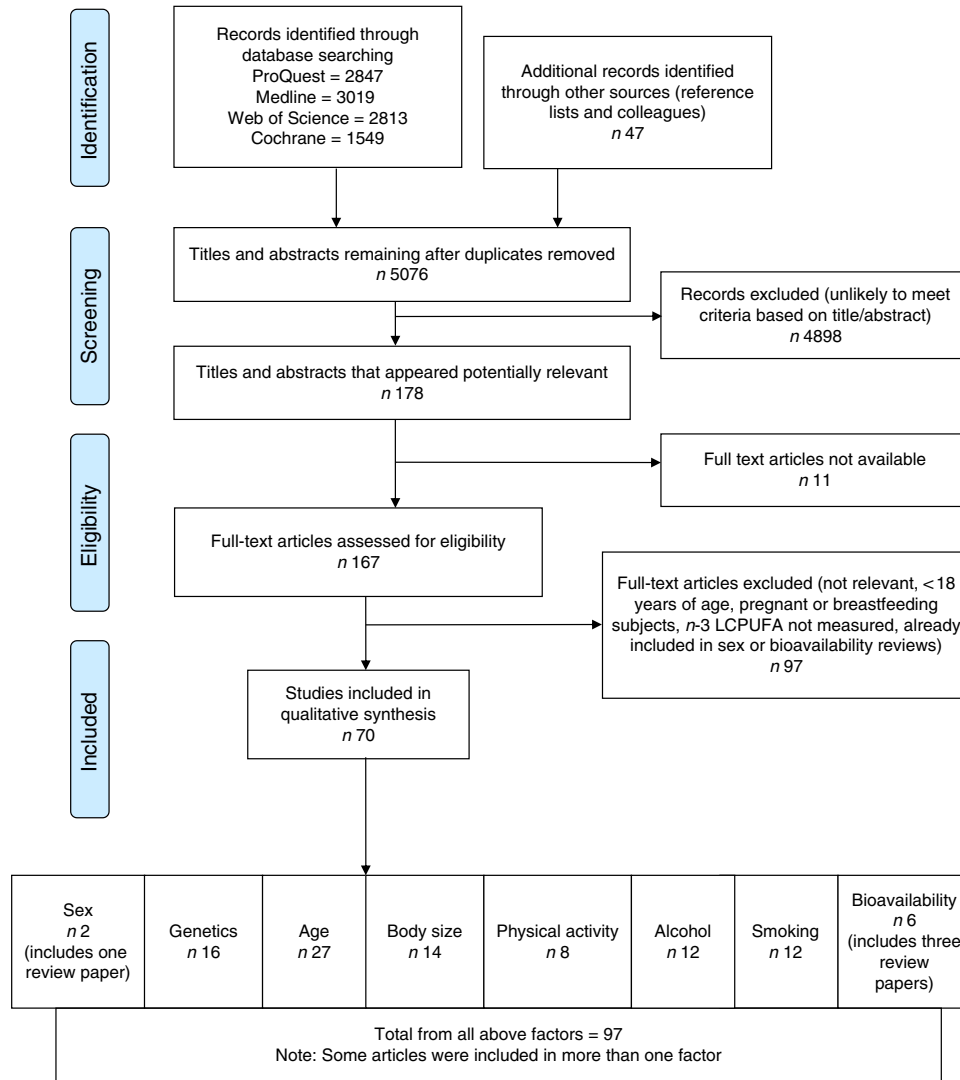 Identification
Records identified through
database searching
ProQuest = 2847
Medline = 3019
Web of Science = 2813
Cochrane = 1549
Additional records identified
through other sources (reference
lists and colleagues)
n 47
Screening
Titles and abstracts remaining after duplicates removed
n 5076
Records excluded (unlikely to meet
criteria based on title/abstract)
n 4898
Titles and abstracts that appeared potentially relevant
n 178
Eligibility
Full text articles not available
n 11
Full-text articles assessed for eligibility
n 167
Full-text articles excluded (not relevant, <18
years of age, pregnant or breastfeeding
subjects, n-3 LCPUFA not measured, already
included in sex or bioavailability reviews)
n 97
Included
Studies included in
qualitative synthesis
n 70
Sex
n 2
(includes one
review paper)
Genetics
n 16
Age
n 27
Body size
n 14
Physical activity
n 8
Alcohol
n 12
Smoking
n 12
Bioavailability
n 6
(includes three
review
papers)
Total from all above factors = 97
Note: Some articles were included in more than one factor